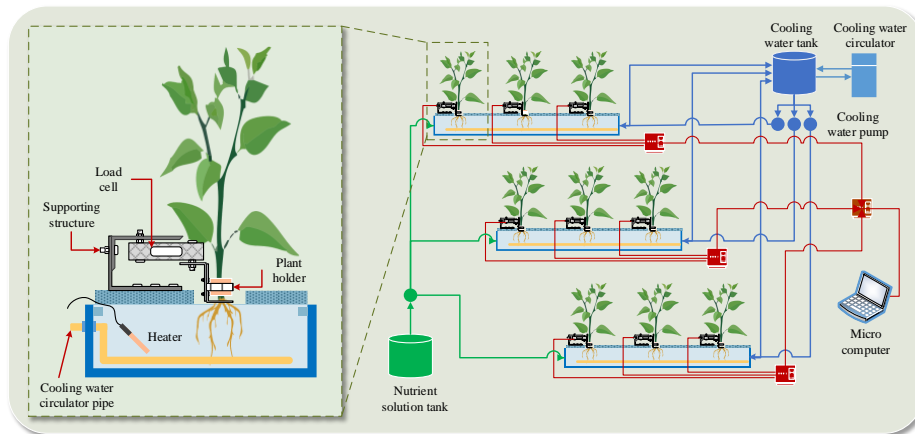 Load
cell
Supporting
structure
Plant
holder
Heater
Cooling water
circulator pipe
Cooling
water tank
Cooling water
circulator
Cooling
water pump
Micro
computer
Nutrient
solution tank